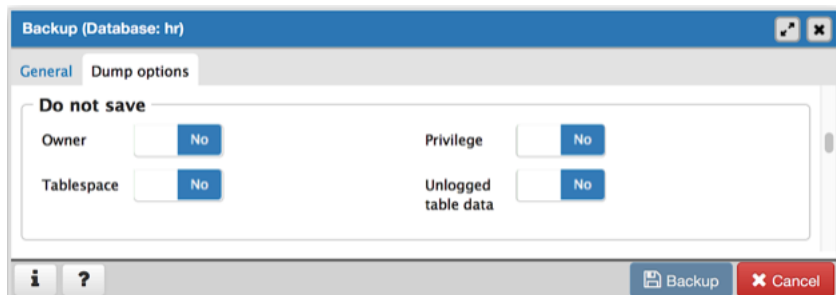 Backup (Database: hr)
General Dump options
Do not save
Owner No Privilege No
Tablespace No Unlogged
table data No
i ? Backup Cancel